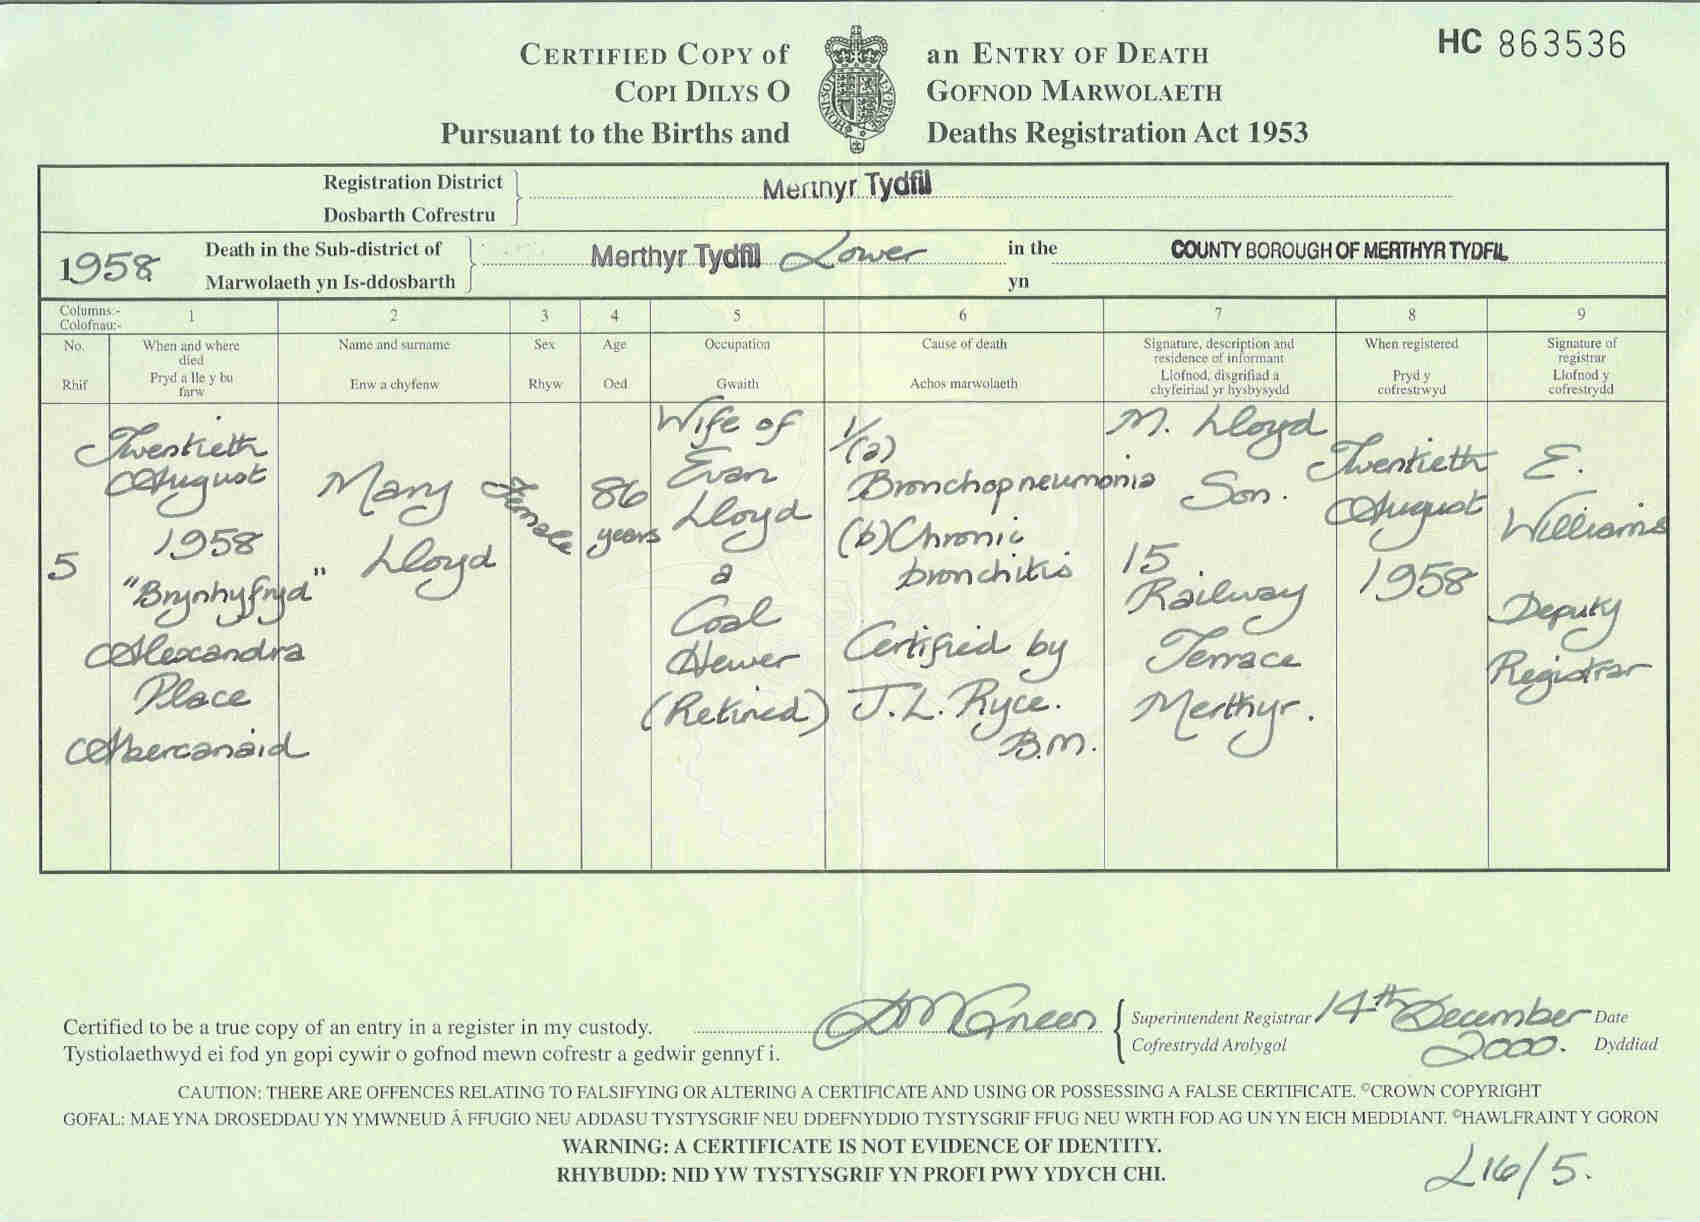 CERTIFIED COPY of an ENTRY OF DEATH
HC 863536
COPI DILYS O GOFNOD MARWOLAETH
Pursuant to the Births and Deaths Registration Act 1953
Registration District Merthyr Tydfil
Dosbarth Cofrestru
1958 Death in the Sub-district of Merthyr Tydfil Lower in the COUNTY BOROUGH OF MERTHYR TYDFIL
Marwolaeth yn Is-ddosbarth yn
Columns:- 1 2 3 4 5 6 7 8 9
Colofnau:-
No.
Rhif
When and where
died
Pryd a lle y bu
farw
Name and surname
Enw a chyfenw
Sex
Rhyw
Age
Oed
Occupation
Gwaith
Cause of death
Achos marwolaeth
Signature, description and
residence of informant
Llofnod, disgrifiad a
chyfeiriad yr hysbysydd
When registered
Pryd y
cofrestrwyd
Signature of
registrar
Llofnod y
cofrestrydd
5
Twentieth
August
1958
"Brynhyfryd"
Alexandra
Place
Abercanaid
Mary
Lloyd
Female
86
years
Wife of
Evan
Lloyd
a
Coal
Hewer
(Retired)
1/(a)
Bronchopneumonia
(b) Chronic
bronchitis
Certified by
J. L. Ryce.
B.M.
M. Lloyd
Son.
15
Railway
Terrace
Merthyr.
Twentieth
August
1958
E.
Williams
Deputy
Registrar
Certified to be a true copy of an entry in a register in my custody. DM Green Superintendent Registrar 14th December Date
Tystiolaethwyd ei fod yn gopi cywir o gofnod mewn cofrestr a gedwir gennyf i. Cofrestrydd Arolygol 2000. Dyddiad
CAUTION: THERE ARE OFFENCES RELATING TO FALSIFYING OR ALTERING A CERTIFICATE AND USING OR POSSESSING A FALSE CERTIFICATE. ©CROWN COPYRIGHT
GOFAL: MAE YNA DROSEDDAU YN YMWNEUD Â FFUGIO NEU ADDASU TYSTYSGRIF NEU DDEFNYDDIO TYSTYSGRIF FFUG NEU WRTH FOD AG UN YN EICH MEDDIANT. ©HAWLFRAINT Y GORON
WARNING: A CERTIFICATE IS NOT EVIDENCE OF IDENTITY.
RHYBUDD: NID YW TYSTYSGRIF YN PROFI PWY YDYCH CHI.
L16/5.